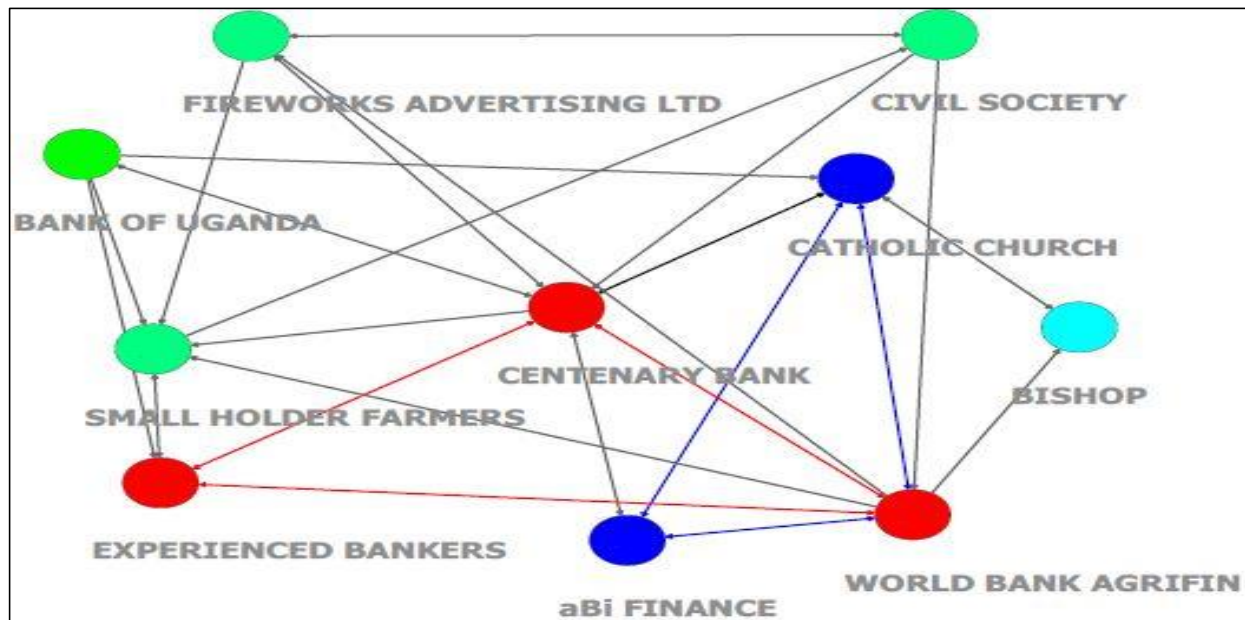 FIREWORKS ADVERTISING LTD
CIVIL SOCIETY
BANK OF UGANDA
CATHOLIC CHURCH
CENTENARY BANK
BISHOP
SMALL HOLDER FARMERS
EXPERIENCED BANKERS
WORLD BANK AGRIFIN
aBi FINANCE